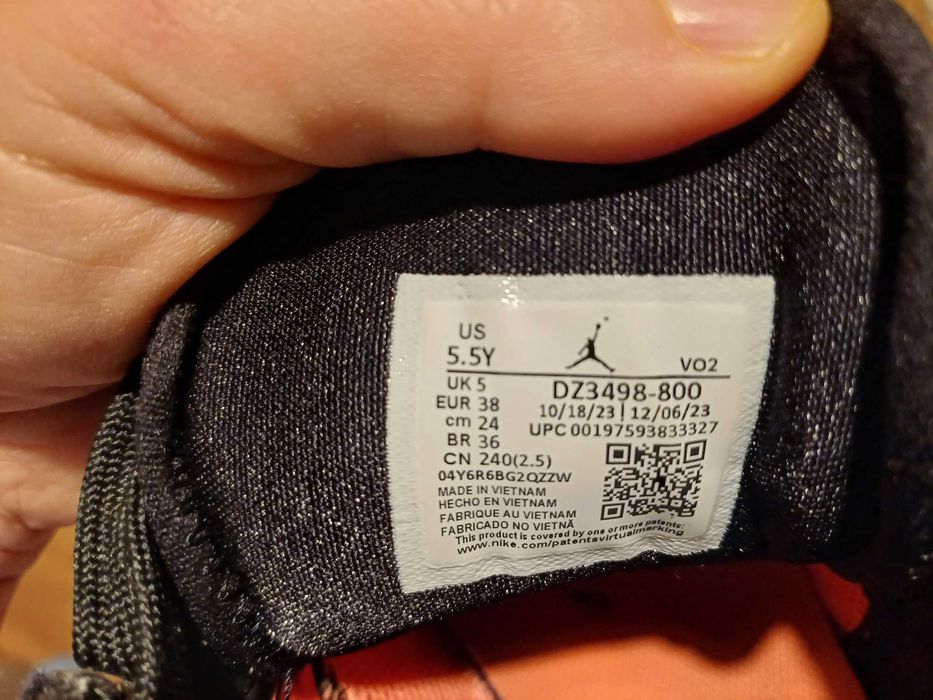 US
5.5Y
VO2
UK 5
EUR 38
cm 24
BR 36
CN 240(2.5)
DZ3498-800
10/18/23 | 12/06/23
UPC 00197593833327
04Y6R6BG2QZZW
MADE IN VIETNAM
HECHO EN VIETNAM
FABRIQUE AU VIETNAM
FABRICADO NO VIETNÃ
This product is covered by one or more patents:
www.nike.com/patentsvirtualmarking